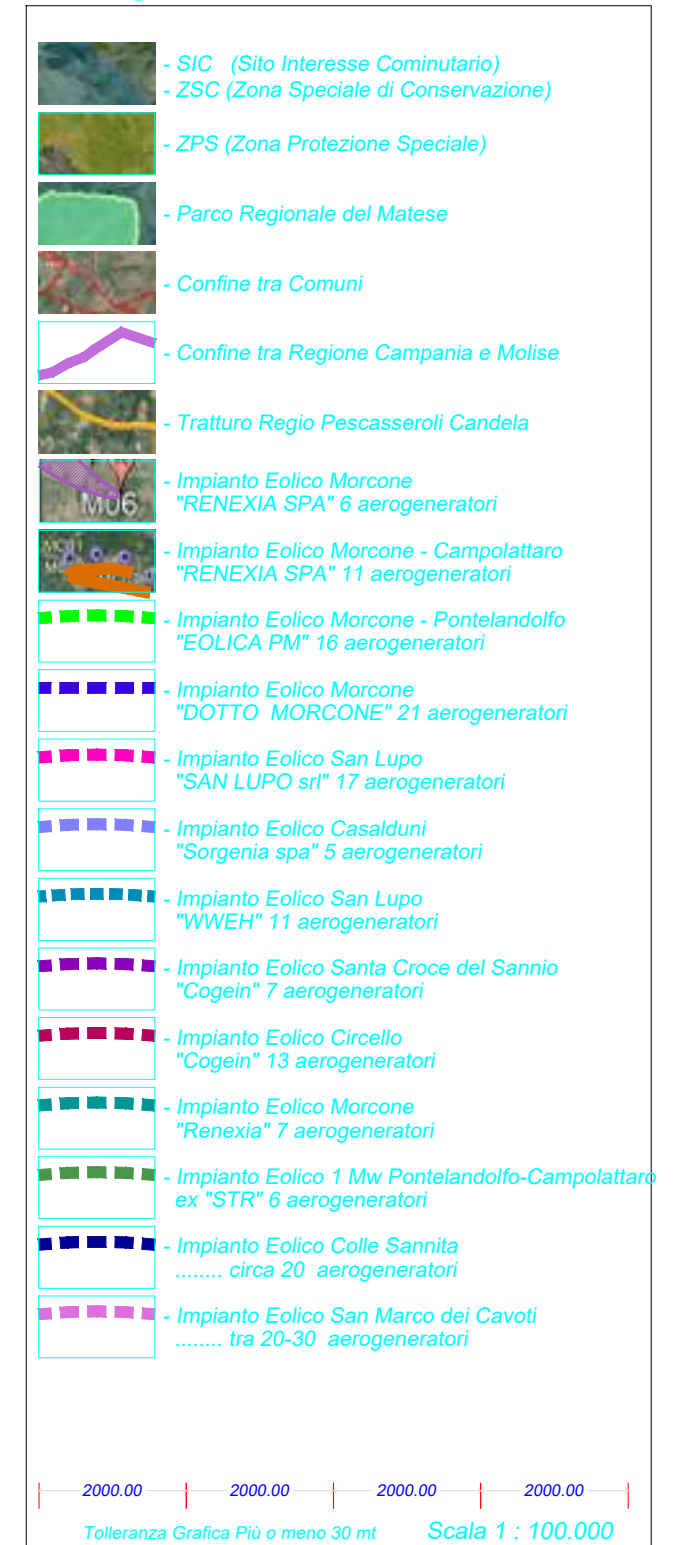 - SIC (Sito Interesse Cominutario)
- ZSC (Zona Speciale di Conservazione)
- ZPS (Zona Protezione Speciale)
- Parco Regionale del Matese
- Confine tra Comuni
- Confine tra Regione Campania e Molise
- Tratturo Regio Pescasseroli Candela
- Impianto Eolico Morcone
"RENEXIA SPA" 6 aerogeneratori
M06
- Impianto Eolico Morcone - Campolattaro
"RENEXIA SPA" 11 aerogeneratori
- Impianto Eolico Morcone - Pontelandolfo
"EOLICA PM" 16 aerogeneratori
- Impianto Eolico Morcone
"DOTTO MORCONE" 21 aerogeneratori
- Impianto Eolico San Lupo
"SAN LUPO srl" 17 aerogeneratori
- Impianto Eolico Casalduni
"Sorgenia spa" 5 aerogeneratori
- Impianto Eolico San Lupo
"WWEH" 11 aerogeneratori
- Impianto Eolico Santa Croce del Sannio
"Cogein" 7 aerogeneratori
- Impianto Eolico Circello
"Cogein" 13 aerogeneratori
- Impianto Eolico Morcone
"Renexia" 7 aerogeneratori
- Impianto Eolico 1 Mw Pontelandolfo-Campolattaro
ex "STR" 6 aerogeneratori
- Impianto Eolico Colle Sannita
........ circa 20 aerogeneratori
- Impianto Eolico San Marco dei Cavoti
........ tra 20-30 aerogeneratori
2000.00 2000.00 2000.00 2000.00
Tolleranza Grafica Più o meno 30 mt Scala 1 : 100.000